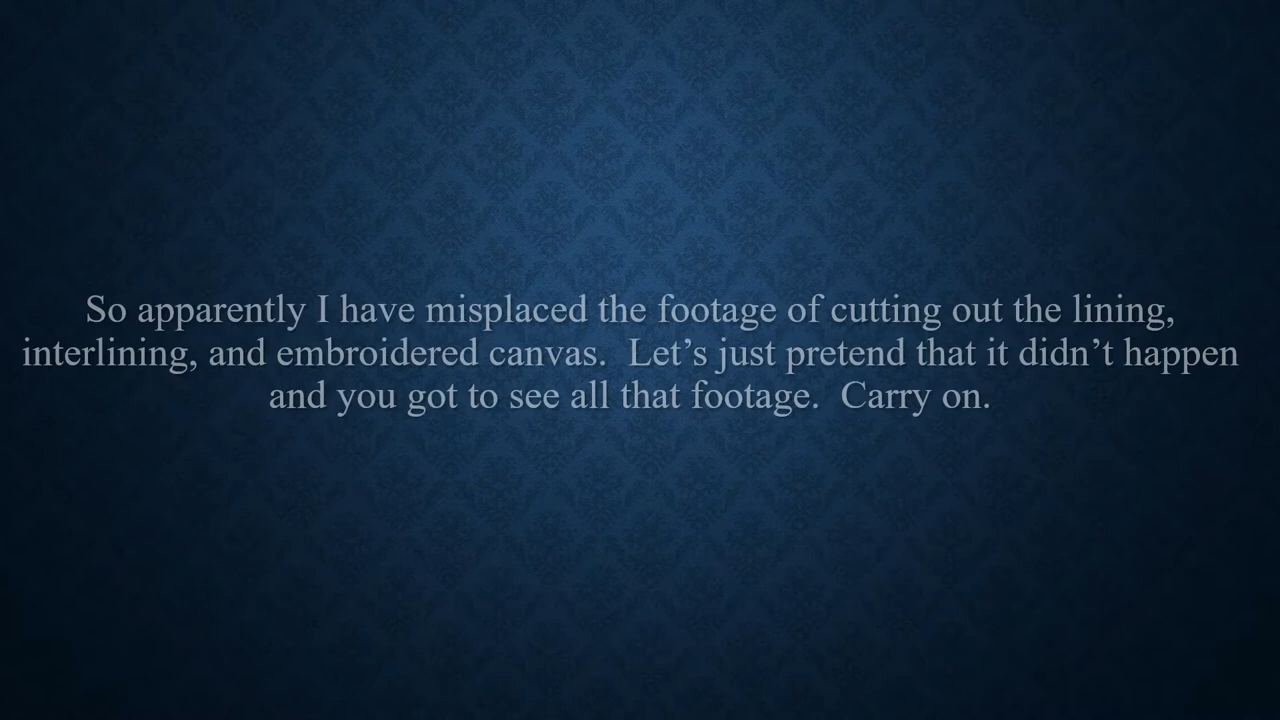 So apparently I have misplaced the footage of cutting out the lining,
interlining, and embroidered canvas.  Let’s just pretend that it didn’t happen
and you got to see all that footage.  Carry on.